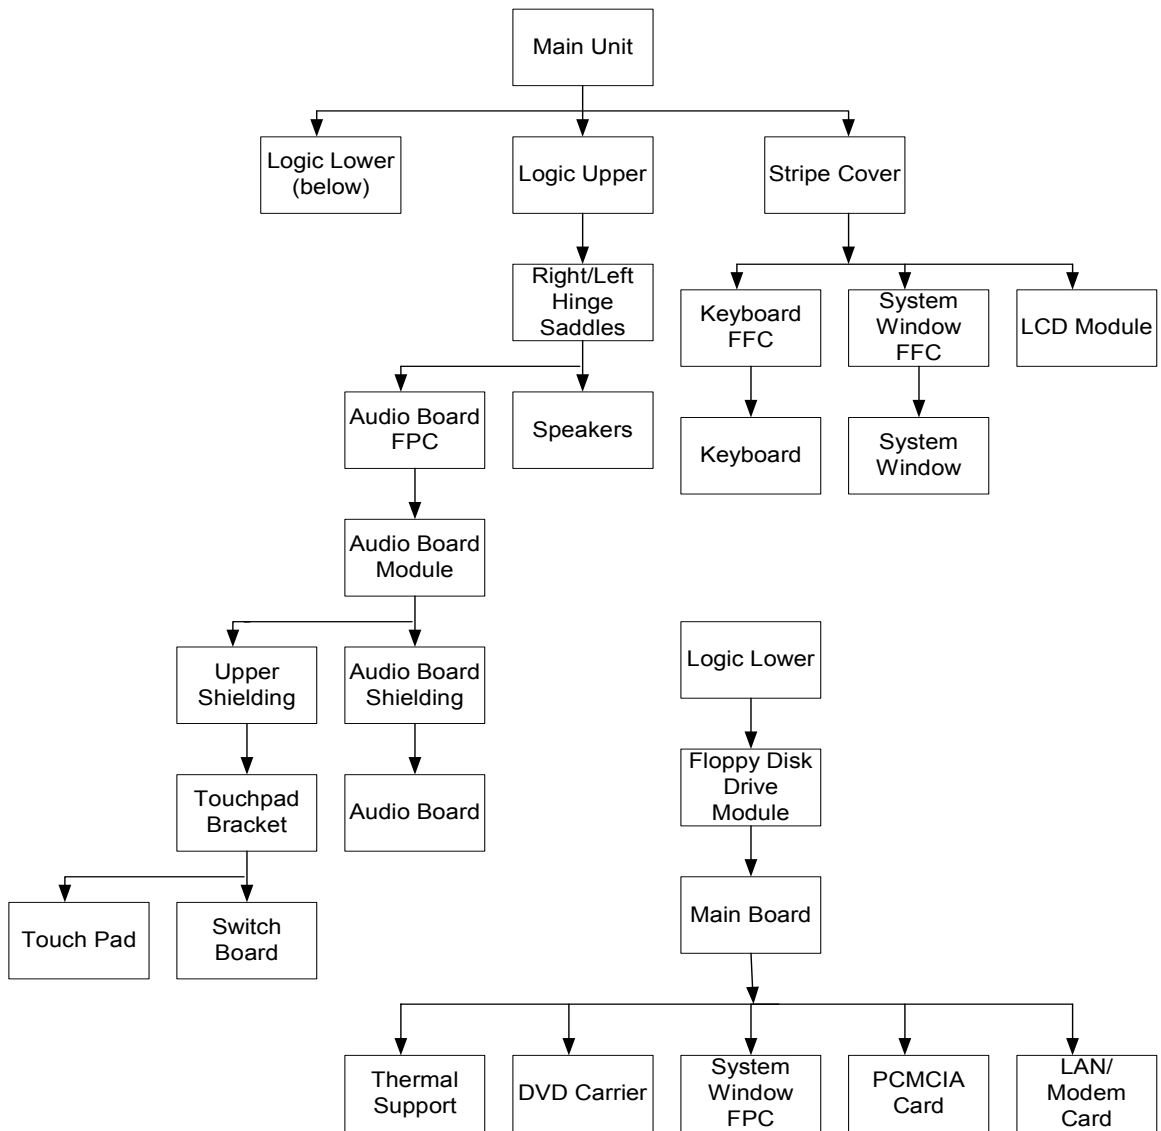 Main Unit
Logic Lower
(below)
Logic Upper
Stripe Cover
Right/Left
Hinge
Saddles
Keyboard
FFC
System
Window
FFC
LCD Module
Audio Board
FPC
Speakers
Keyboard
System
Window
Audio Board
Module
Upper
Shielding
Audio Board
Shielding
Logic Lower
Touchpad
Bracket
Audio Board
Floppy Disk
Drive
Module
Touch Pad
Switch
Board
Main Board
Thermal
Support
DVD Carrier
System
Window
FPC
PCMCIA
Card
LAN/
Modem
Card